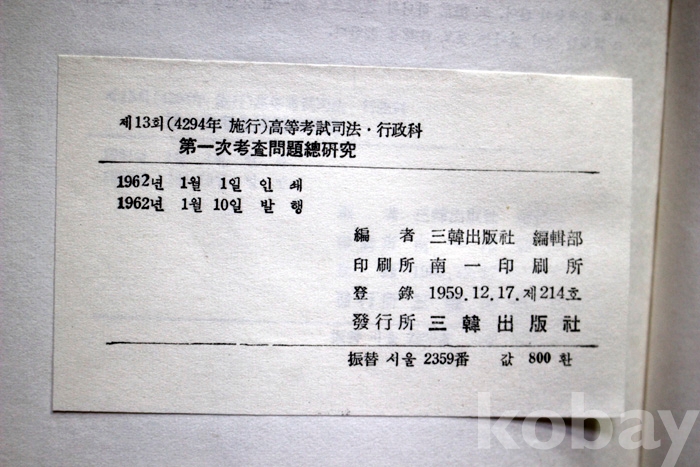 제13회(4294年 施行)高等考試司法·行政科
第一次考査問題總硏究
1962년 1월 1일 인쇄
1962년 1월 10일 발행
編者 三韓出版社 編輯部
印刷所 南一印刷所
登錄 1959.12.17.제214호
發行所 三韓出版社
振替 서울 2359番 값 800환
kobay